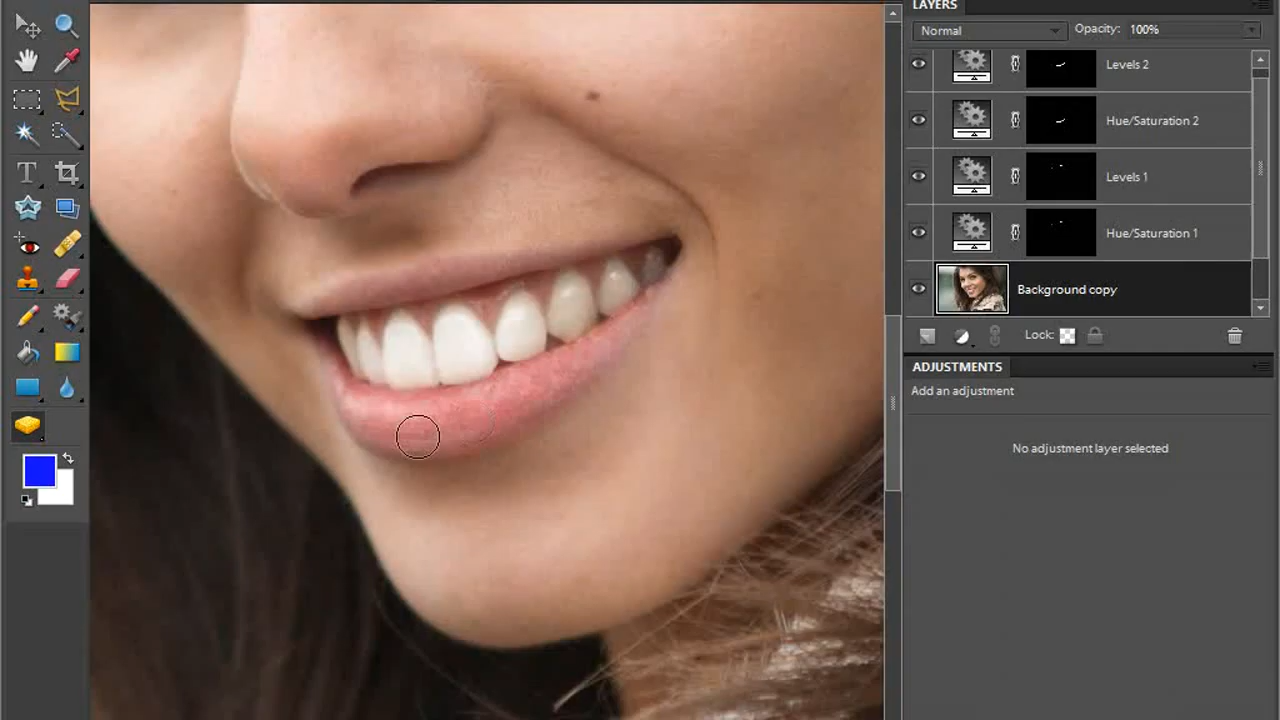 LAYERS
Normal
Opacity: 100%
Levels 2
Hue/Saturation 2
Levels 1
Hue/Saturation 1
Background copy
Lock:
ADJUSTMENTS
Add an adjustment
No adjustment layer selected
T